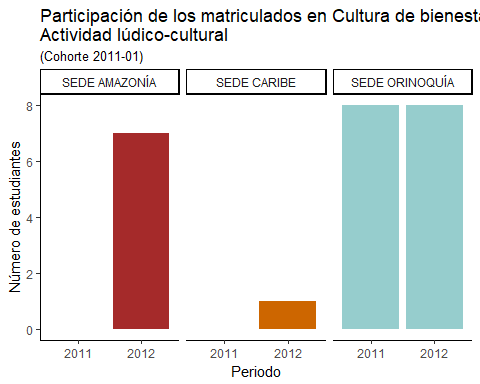 Participación de los matriculados en Cultura de
Actividad lúdico-cultural
(Cohorte 2011-01)
SEDE AMAZONÍA SEDE CARIBE SEDE ORINOQUÍA
Número de estudiantes
8
6
4
2
0
2011 2012 2011 2012 2011 2012
Periodo